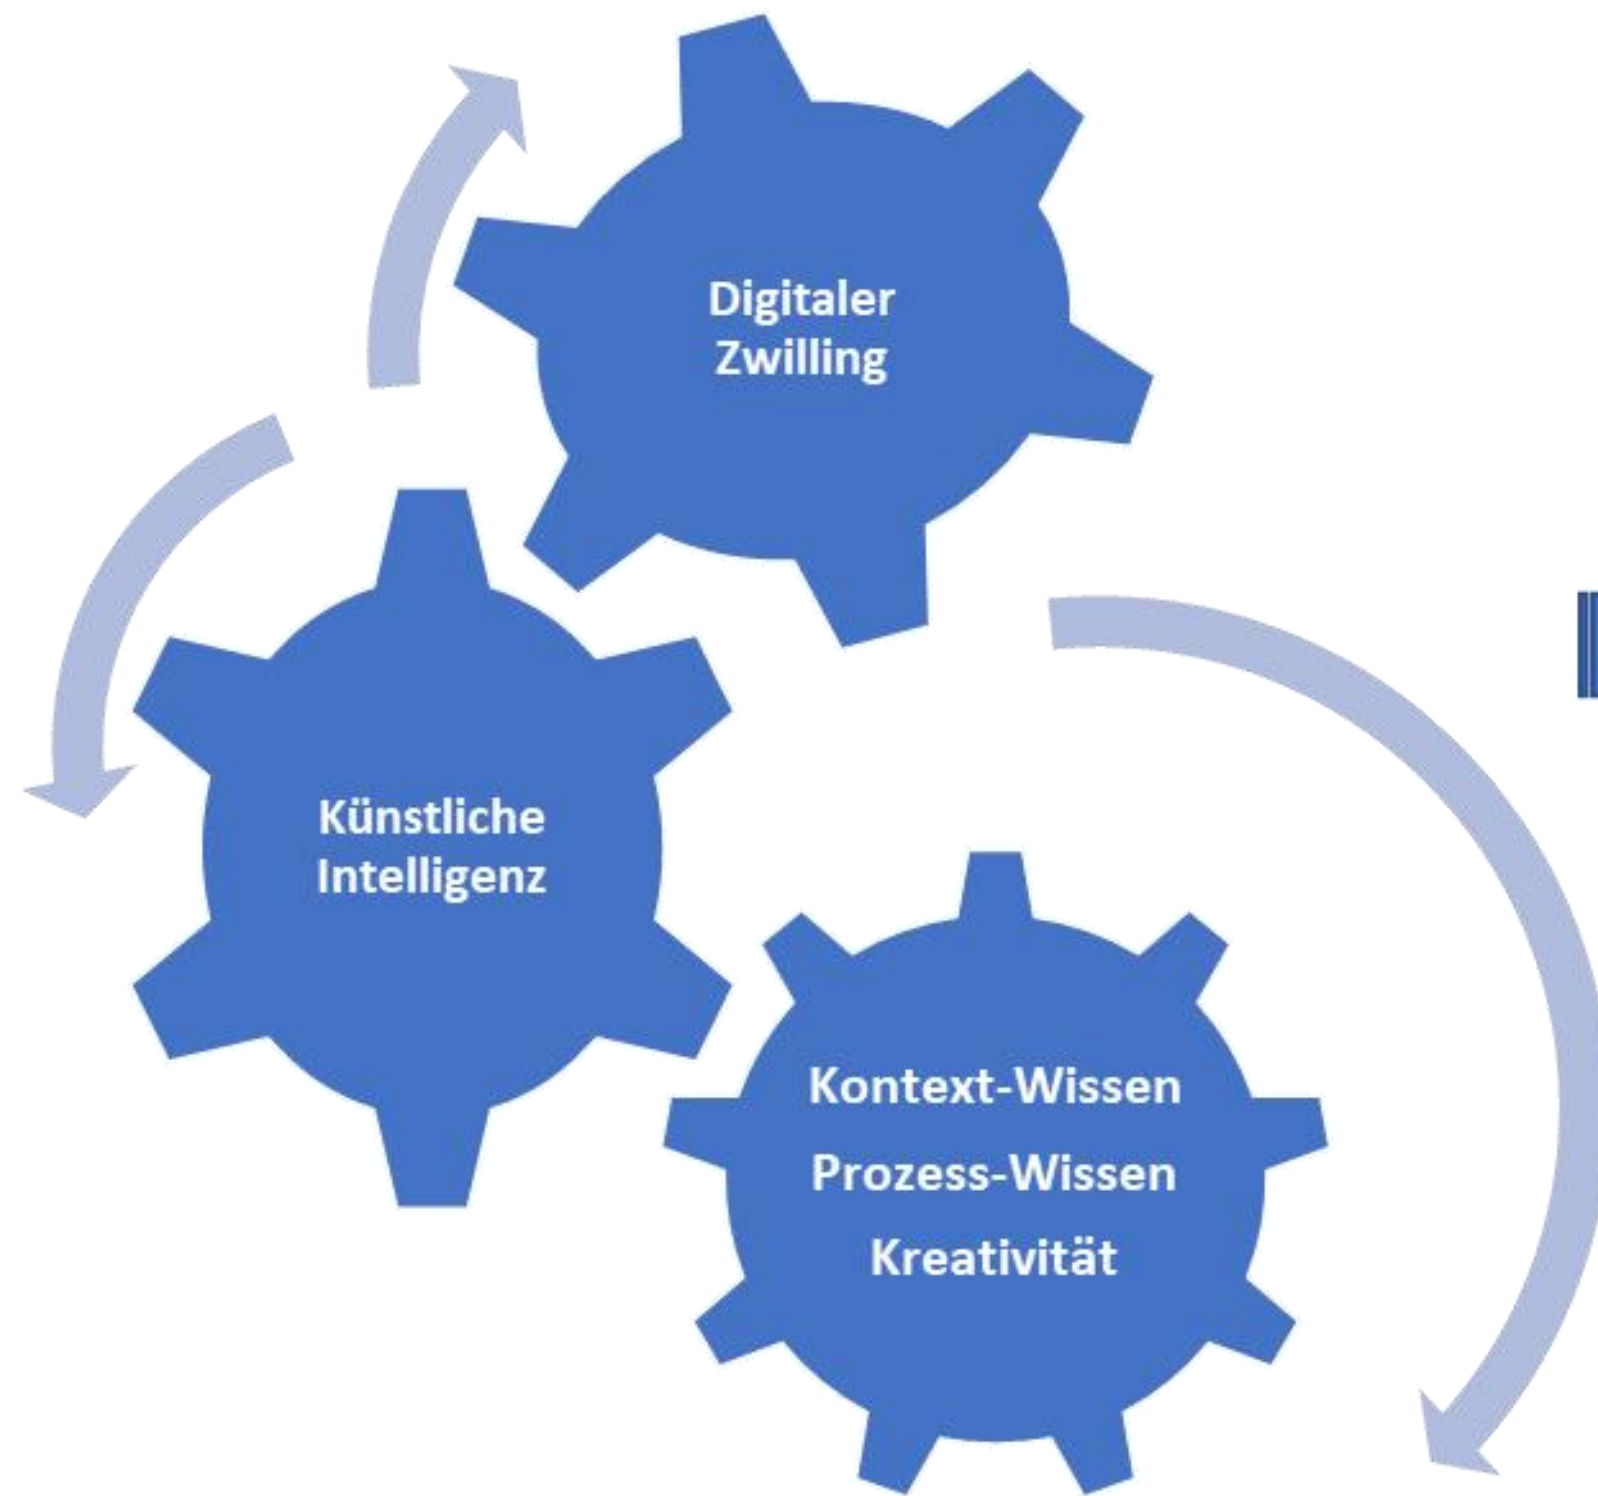 Digitaler
Zwilling
Künstliche
Intelligenz
Kontext-Wissen
Prozess-Wissen
Kreativität